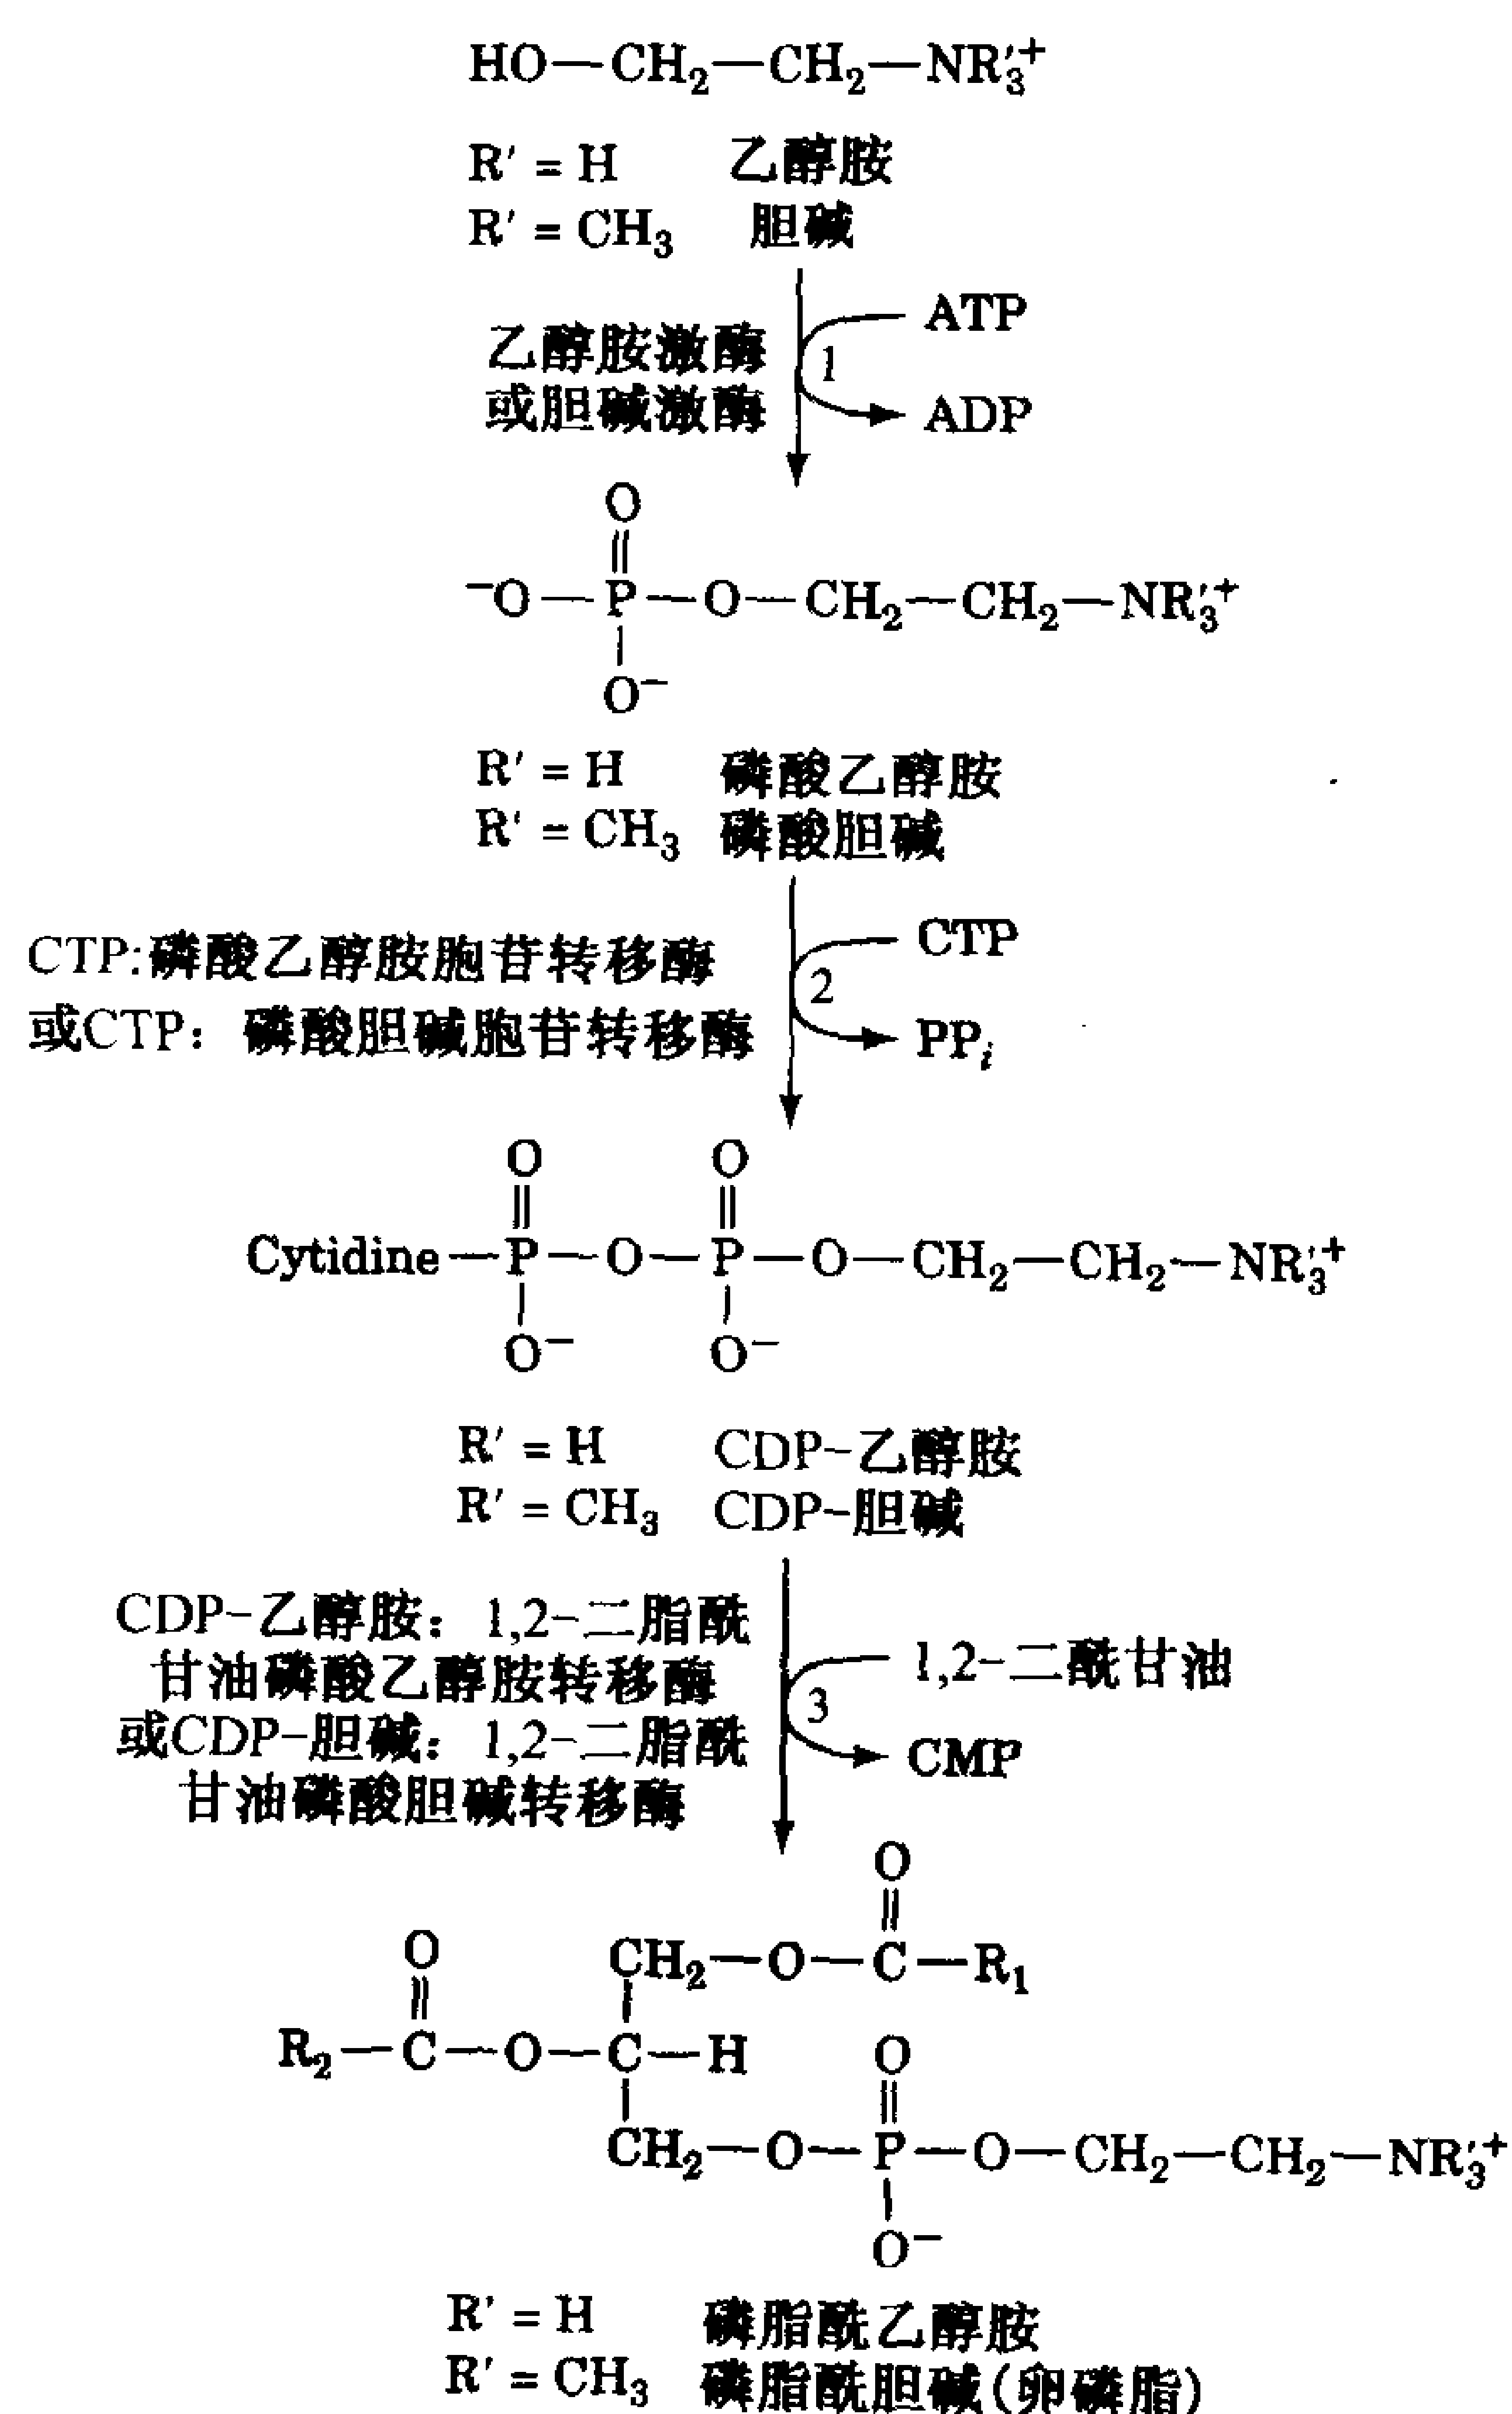 HO—CH₂—CH₂—NR′₃⁺
R′ = H 乙醇胺
R′ = CH₃ 胆碱
ATP
乙醇胺激酶
1
或胆碱激酶
ADP
O
⁻O—P—O—CH₂—CH₂—NR′₃⁺
O⁻
R′ = H 磷酸乙醇胺
R′ = CH₃ 磷酸胆碱
CTP
CTP:磷酸乙醇胺胞苷转移酶
2
或CTP：磷酸胆碱胞苷转移酶
PPi
O O
Cytidine—P—O—P—O—CH₂—CH₂—NR′₃⁺
O⁻ O⁻
R′ = H CDP-乙醇胺
R′ = CH₃ CDP-胆碱
CDP-乙醇胺：1,2-二脂酰
甘油磷酸乙醇胺转移酶
1,2-二酰甘油
3
或CDP-胆碱：1,2-二脂酰
甘油磷酸胆碱转移酶
CMP
O
O CH₂—O—C—R₁
R₂—C—O—C—H O
CH₂—O—P—O—CH₂—CH₂—NR′₃⁺
O⁻
R′ = H 磷脂酰乙醇胺
R′ = CH₃ 磷脂酰胆碱(卵磷脂)